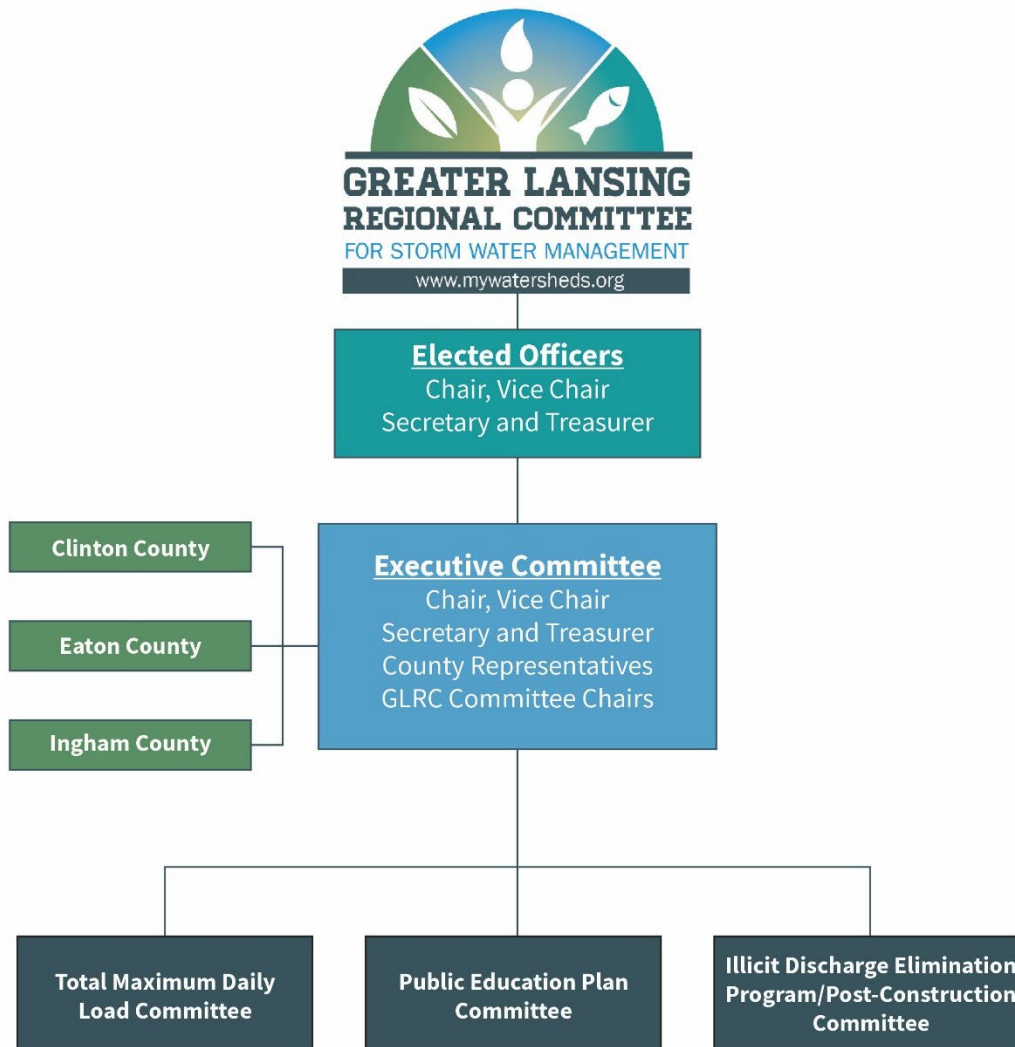 GREATER LANSING
REGIONAL COMMITTEE
FOR STORM WATER MANAGEMENT
www.mywatersheds.org
Elected Officers
Chair, Vice Chair
Secretary and Treasurer
Clinton County
Eaton County
Ingham County
Executive Committee
Chair, Vice Chair
Secretary and Treasurer
County Representatives
GLRC Committee Chairs
Total Maximum Daily
Load Committee
Public Education Plan
Committee
Illicit Discharge Elimination
Program/Post-Construction
Committee